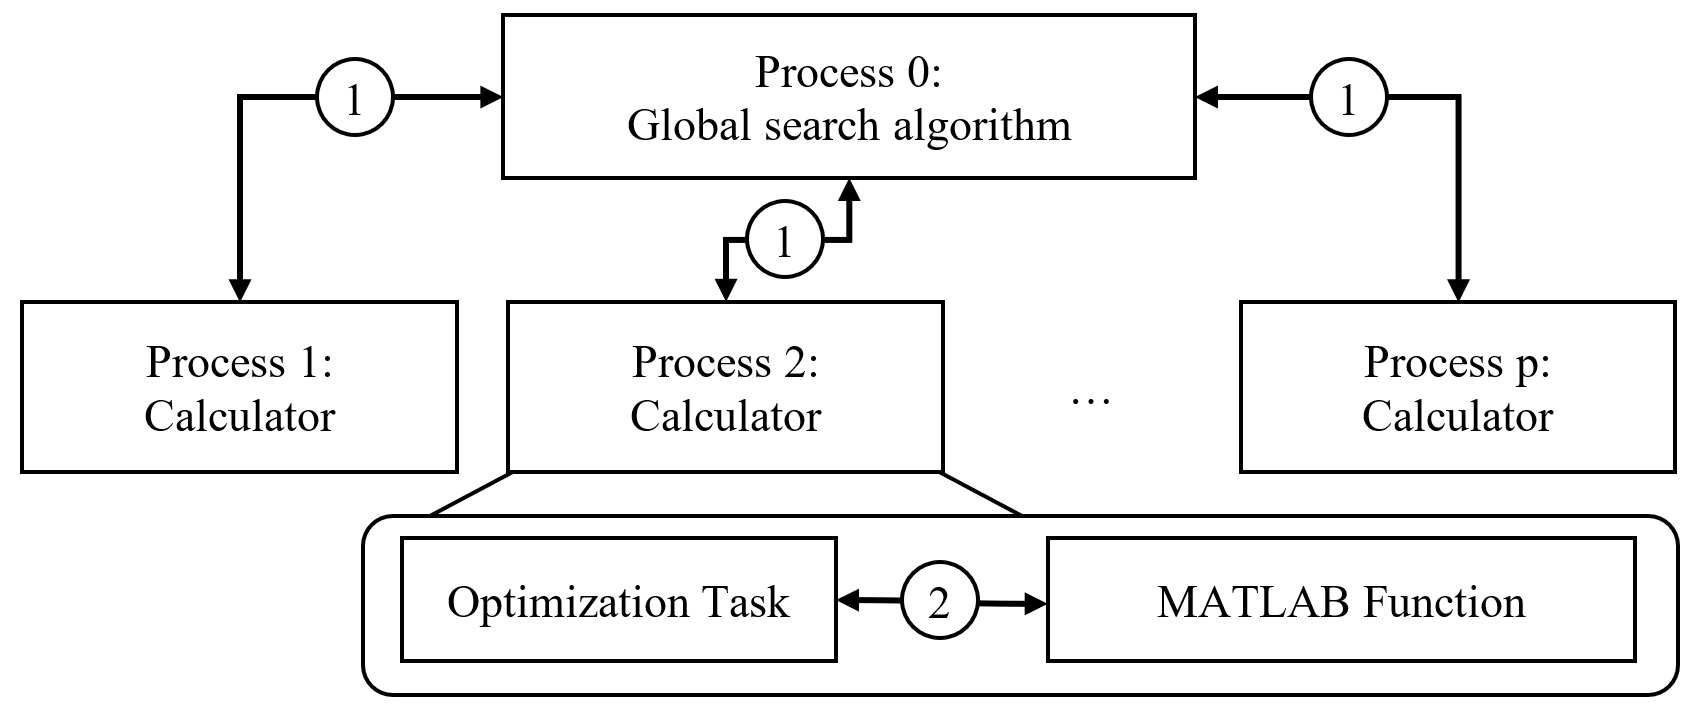 1
Process 0:
Global search algorithm
1
1
Process 1:
Calculator
Process 2:
Calculator
...
Process p:
Calculator
Optimization Task
2
MATLAB Function